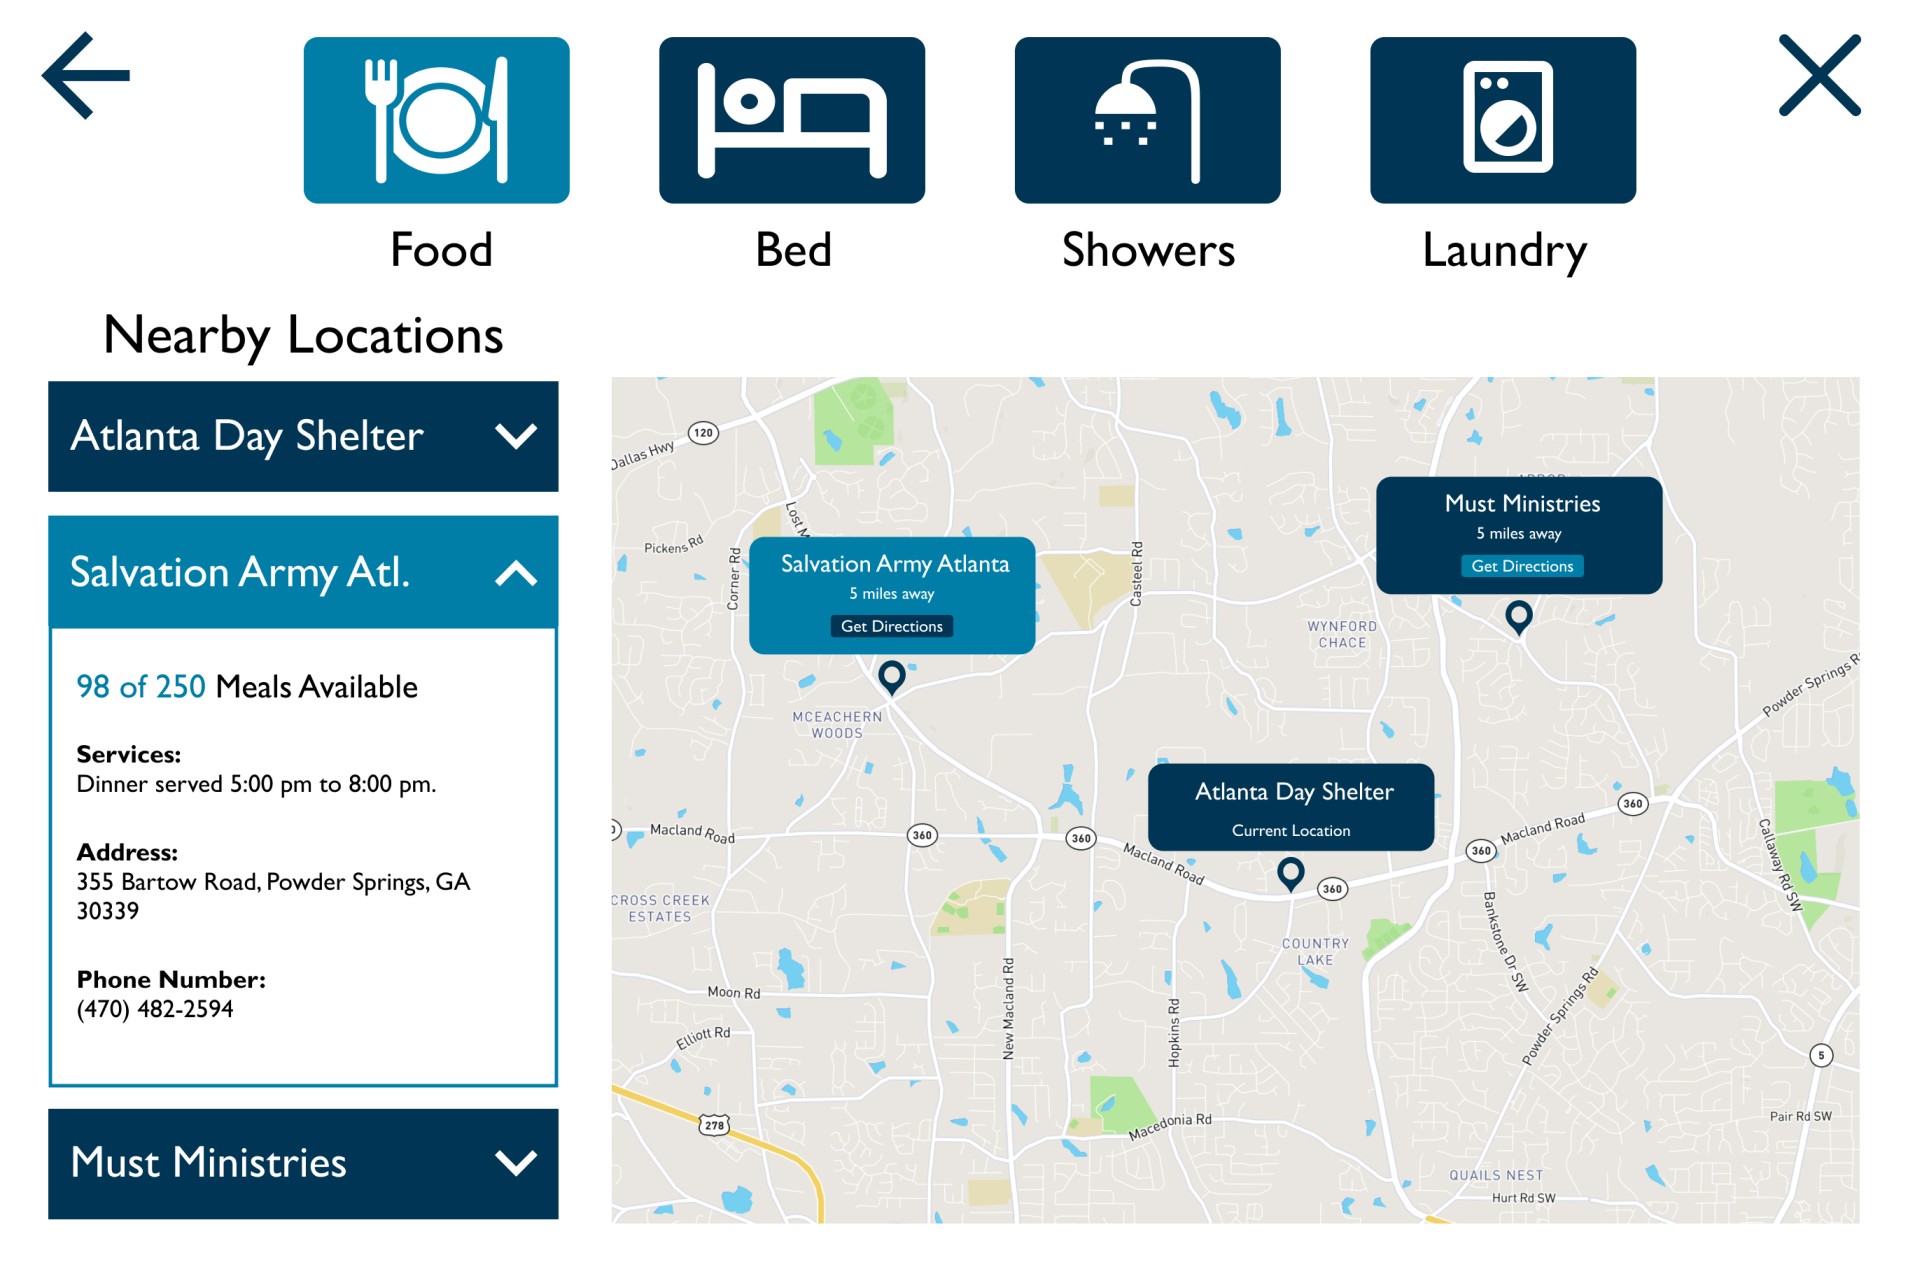 Food
Bed
Showers
Laundry
Nearby Locations
Atlanta Day Shelter
Salvation Army Atl.
98 of 250 Meals Available
Services:
Dinner served 5:00 pm to 8:00 pm.
Address:
355 Bartow Road, Powder Springs, GA
30339
Phone Number:
(470) 482-2594
Must Ministries
120
Dallas Hwy
Lost M
Pickens Rd
Corner Rd
Casteel Rd
Salvation Army Atlanta
5 miles away
Get Directions
Must Ministries
5 miles away
Get Directions
WYNFORD
CHACE
Powder Springs R
MCEACHERN
WOODS
Atlanta Day Shelter
Current Location
Macland Road
360
360
Macland Road
360
360
Macland Road
360
Callaway Rd SW
CROSS CREEK
ESTATES
COUNTRY
LAKE
Bankstone Dr SW
Moon Rd
Elliott Rd
New Macland Rd
Hopkins Rd
Powder Springs Rd
5
278
Macedonia Rd
Pair Rd SW
QUAILS NEST
Hurt Rd SW